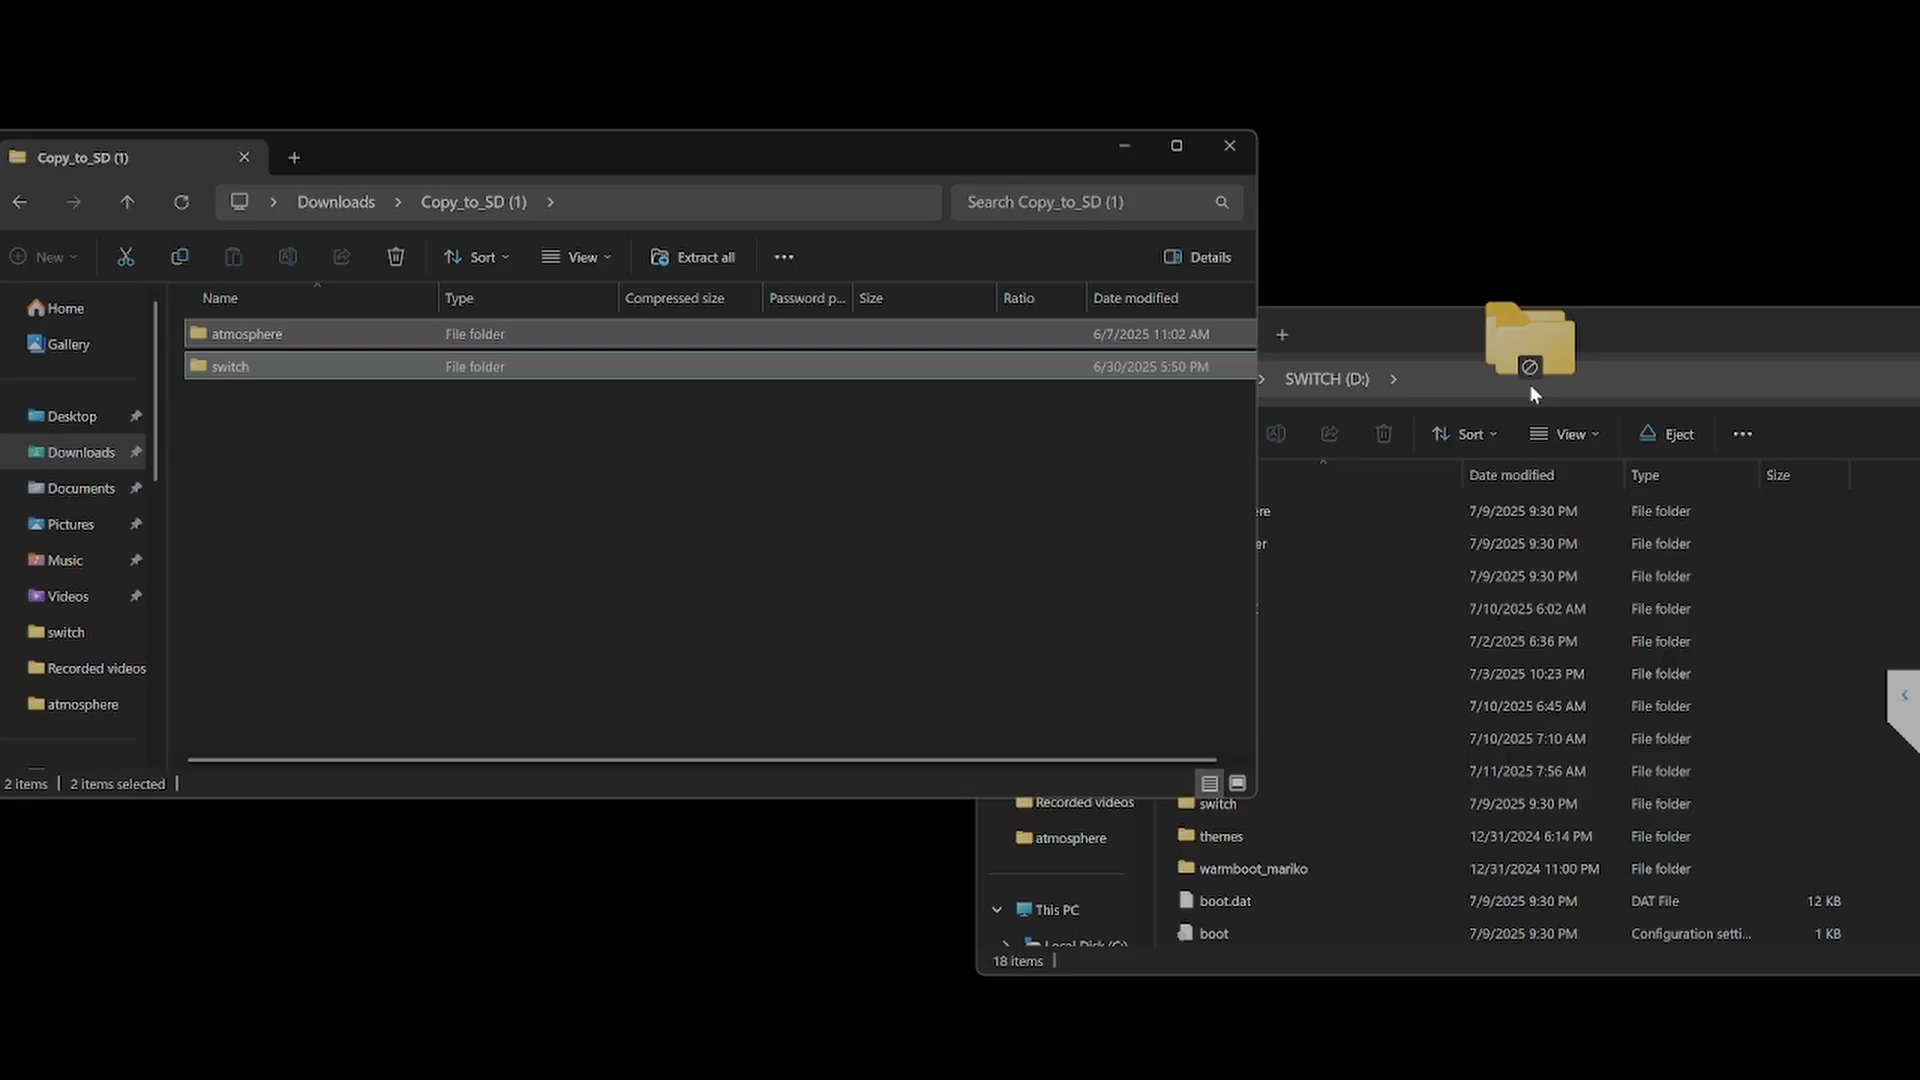 Copy_to_SD (1)
Downloads
Copy_to_SD (1)
Search Copy_to_SD (1)
New
Sort
View
Extract all
Details
Name
Type
Compressed size
Password p...
Size
Ratio
Date modified
atmosphere
File folder
6/7/2025 11:02 AM
switch
File folder
6/30/2025 5:50 PM
Home
Gallery
Desktop
Downloads
Documents
Pictures
Music
Videos
switch
Recorded videos
atmosphere
2 items
2 items selected
SWITCH (D:)
Sort
View
Eject
Date modified
Type
Size
ere
7/9/2025 9:30 PM
File folder
er
7/9/2025 9:30 PM
File folder
7/9/2025 9:30 PM
File folder
7/10/2025 6:02 AM
File folder
7/2/2025 6:36 PM
File folder
7/3/2025 10:23 PM
File folder
7/10/2025 6:45 AM
File folder
7/10/2025 7:10 AM
File folder
7/11/2025 7:56 AM
File folder
switch
7/9/2025 9:30 PM
File folder
themes
12/31/2024 6:14 PM
File folder
warmboot_mariko
12/31/2024 11:00 PM
File folder
boot.dat
7/9/2025 9:30 PM
DAT File
12 KB
boot
7/9/2025 9:30 PM
Configuration setti...
1 KB
Recorded videos
atmosphere
This PC
Local Disk (C:)
18 items